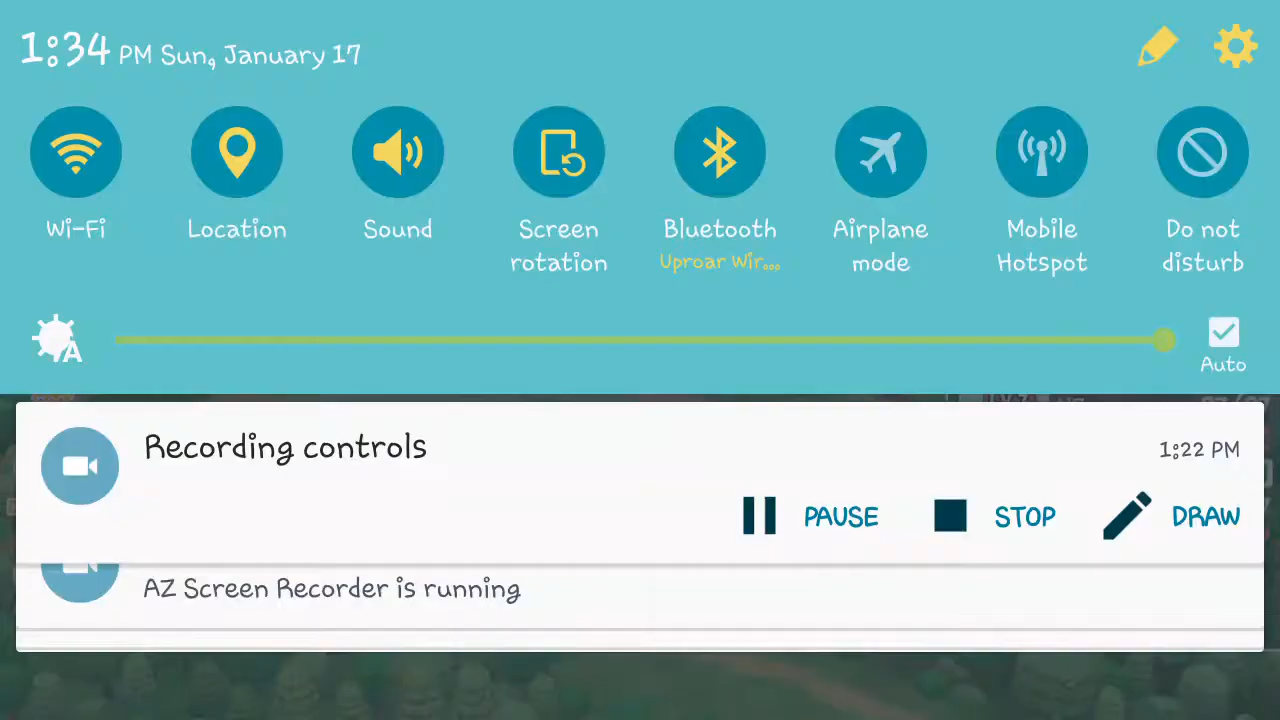 1:34 PM Sun, January 17
Wi-Fi
Location
Sound
Screen rotation
Bluetooth
Uproar Wir...
Airplane mode
Mobile Hotspot
Do not disturb
A
Auto
Recording controls
1:22 PM
PAUSE
STOP
DRAW
AZ Screen Recorder is running